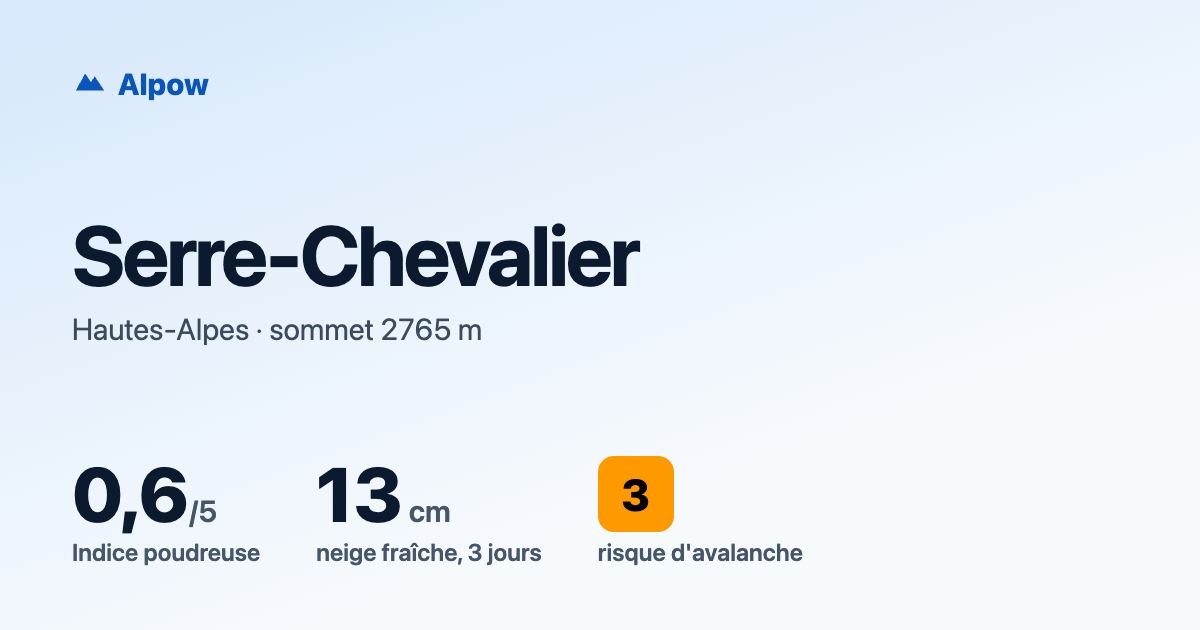 Alpow
Serre-Chevalier
Hautes-Alpes · sommet 2765 m
0,6/5
Indice poudreuse
13 cm
neige fraîche, 3 jours
3
risque d'avalanche